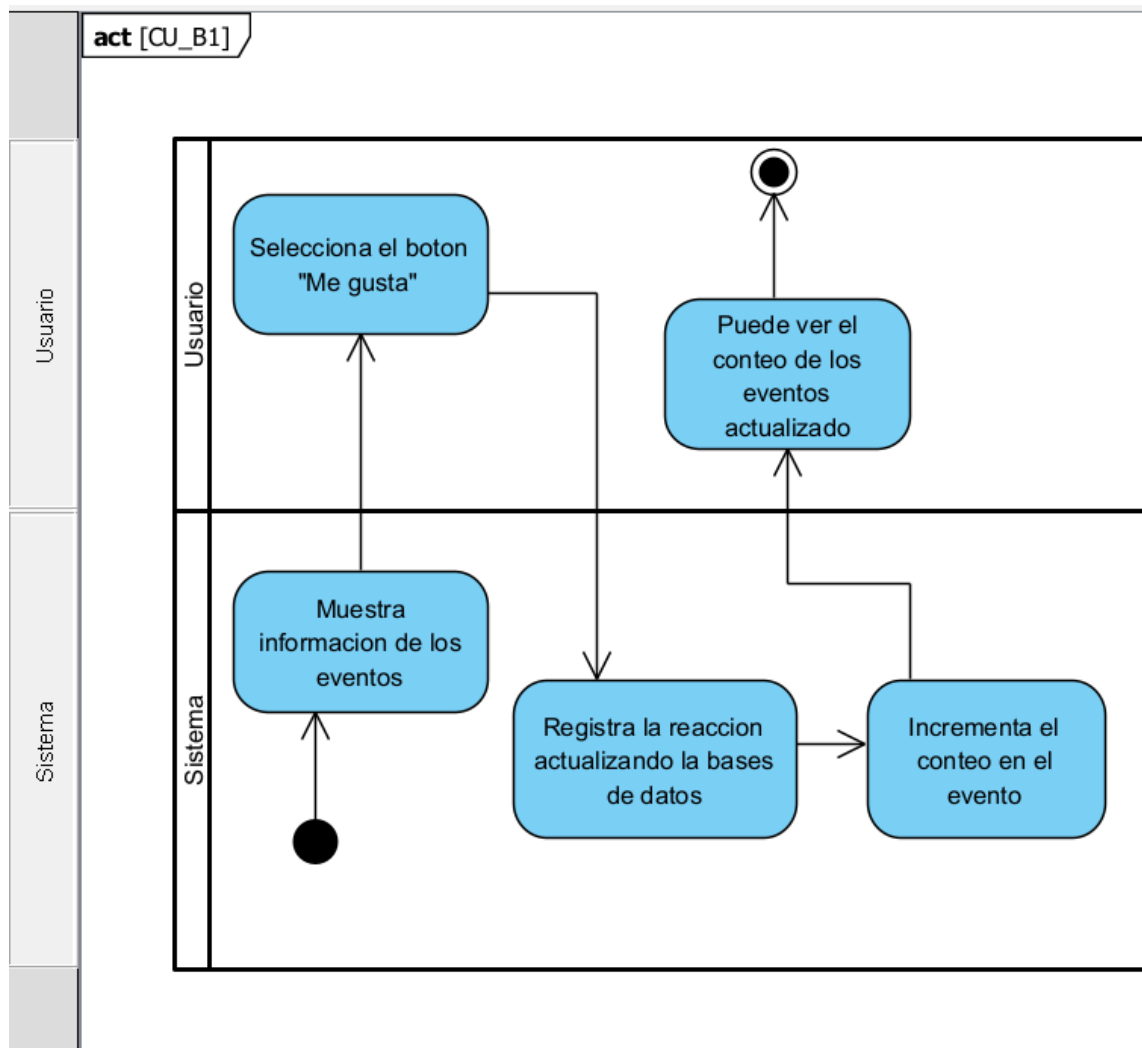 act [CU_B1]
Usuario
Usuario
Selecciona el boton
"Me gusta"
Puede ver el
conteo de los
eventos
actualizado
Sistema
Sistema
Muestra
informacion de los
eventos
Registra la reaccion
actualizando la bases
de datos
Incrementa el
conteo en el
evento